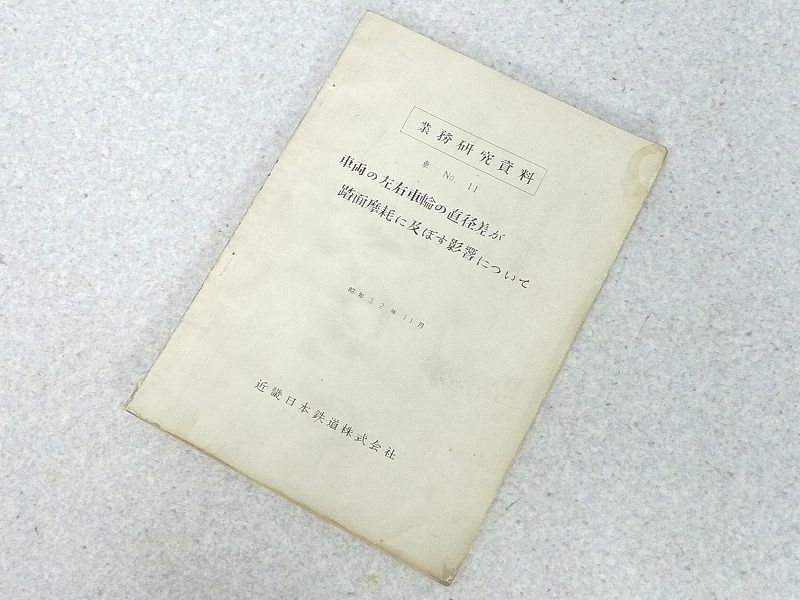 業務研究資料
車 No. 11
車両の左右車輪の直径差が
踏面摩耗に及ぼす影響について
昭和32年11月
近畿日本鉄道株式会社